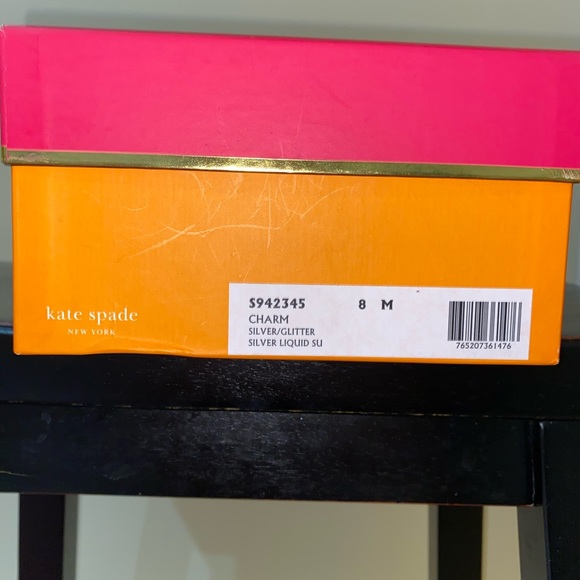 kate spade
NEW YORK
S942345 8 M
CHARM
SILVER/GLITTER
SILVER LIQUID SU
765207361476